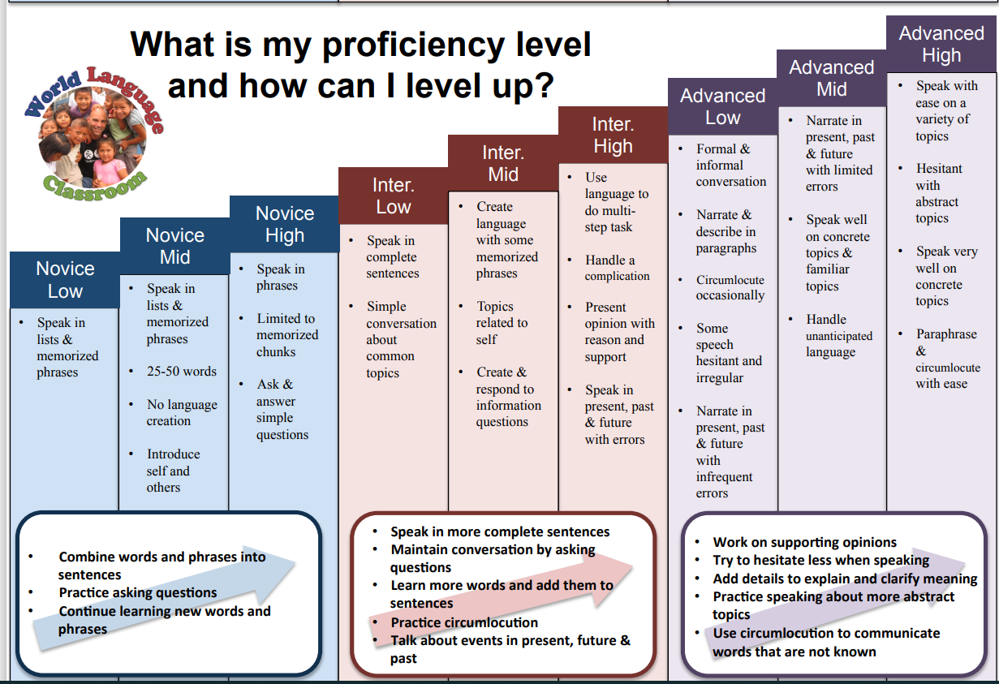 What is my proficiency level
and how can I level up?
World Language
Classroom
Novice
Low
• Speak in
lists &
memorized
phrases
Novice
Mid
• Speak in
lists &
memorized
phrases
• 25-50 words
• No language
creation
• Introduce
self and
others
Novice
High
• Speak in
phrases
• Limited to
memorized
chunks
• Ask &
answer
simple
questions
Inter.
Low
• Speak in
complete
sentences
• Simple
conversation
about
common
topics
Inter.
Mid
• Create
language
with some
memorized
phrases
• Topics
related to
self
• Create &
respond to
information
questions
Inter.
High
• Use
language to
do multi-
step task
• Handle a
complication
• Present
opinion with
reason and
support
• Speak in
present, past
& future
with errors
Advanced
Low
• Formal &
informal
conversation
• Narrate &
describe in
paragraphs
• Circumlocute
occasionally
• Some
speech
hesitant and
irregular
• Narrate in
present, past
& future
with
infrequent
errors
Advanced
Mid
• Narrate in
present, past
& future
with limited
errors
• Speak well
on concrete
topics &
familiar
topics
• Handle
unanticipated
language
Advanced
High
• Speak with
ease on a
variety of
topics
• Hesitant
with
abstract
topics
• Speak very
well on
concrete
topics
• Paraphrase
&
circumlocute
with ease
• Combine words and phrases into
sentences
• Practice asking questions
• Continue learning new words and
phrases
• Speak in more complete sentences
• Maintain conversation by asking
questions
• Learn more words and add them to
sentences
• Practice circumlocution
• Talk about events in present, future &
past
• Work on supporting opinions
• Try to hesitate less when speaking
• Add details to explain and clarify meaning
• Practice speaking about more abstract
topics
• Use circumlocution to communicate
words that are not known